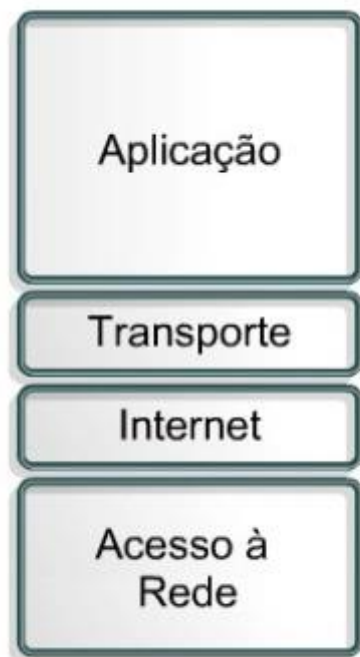 Aplicação
Transporte
Internet
Acesso à
Rede